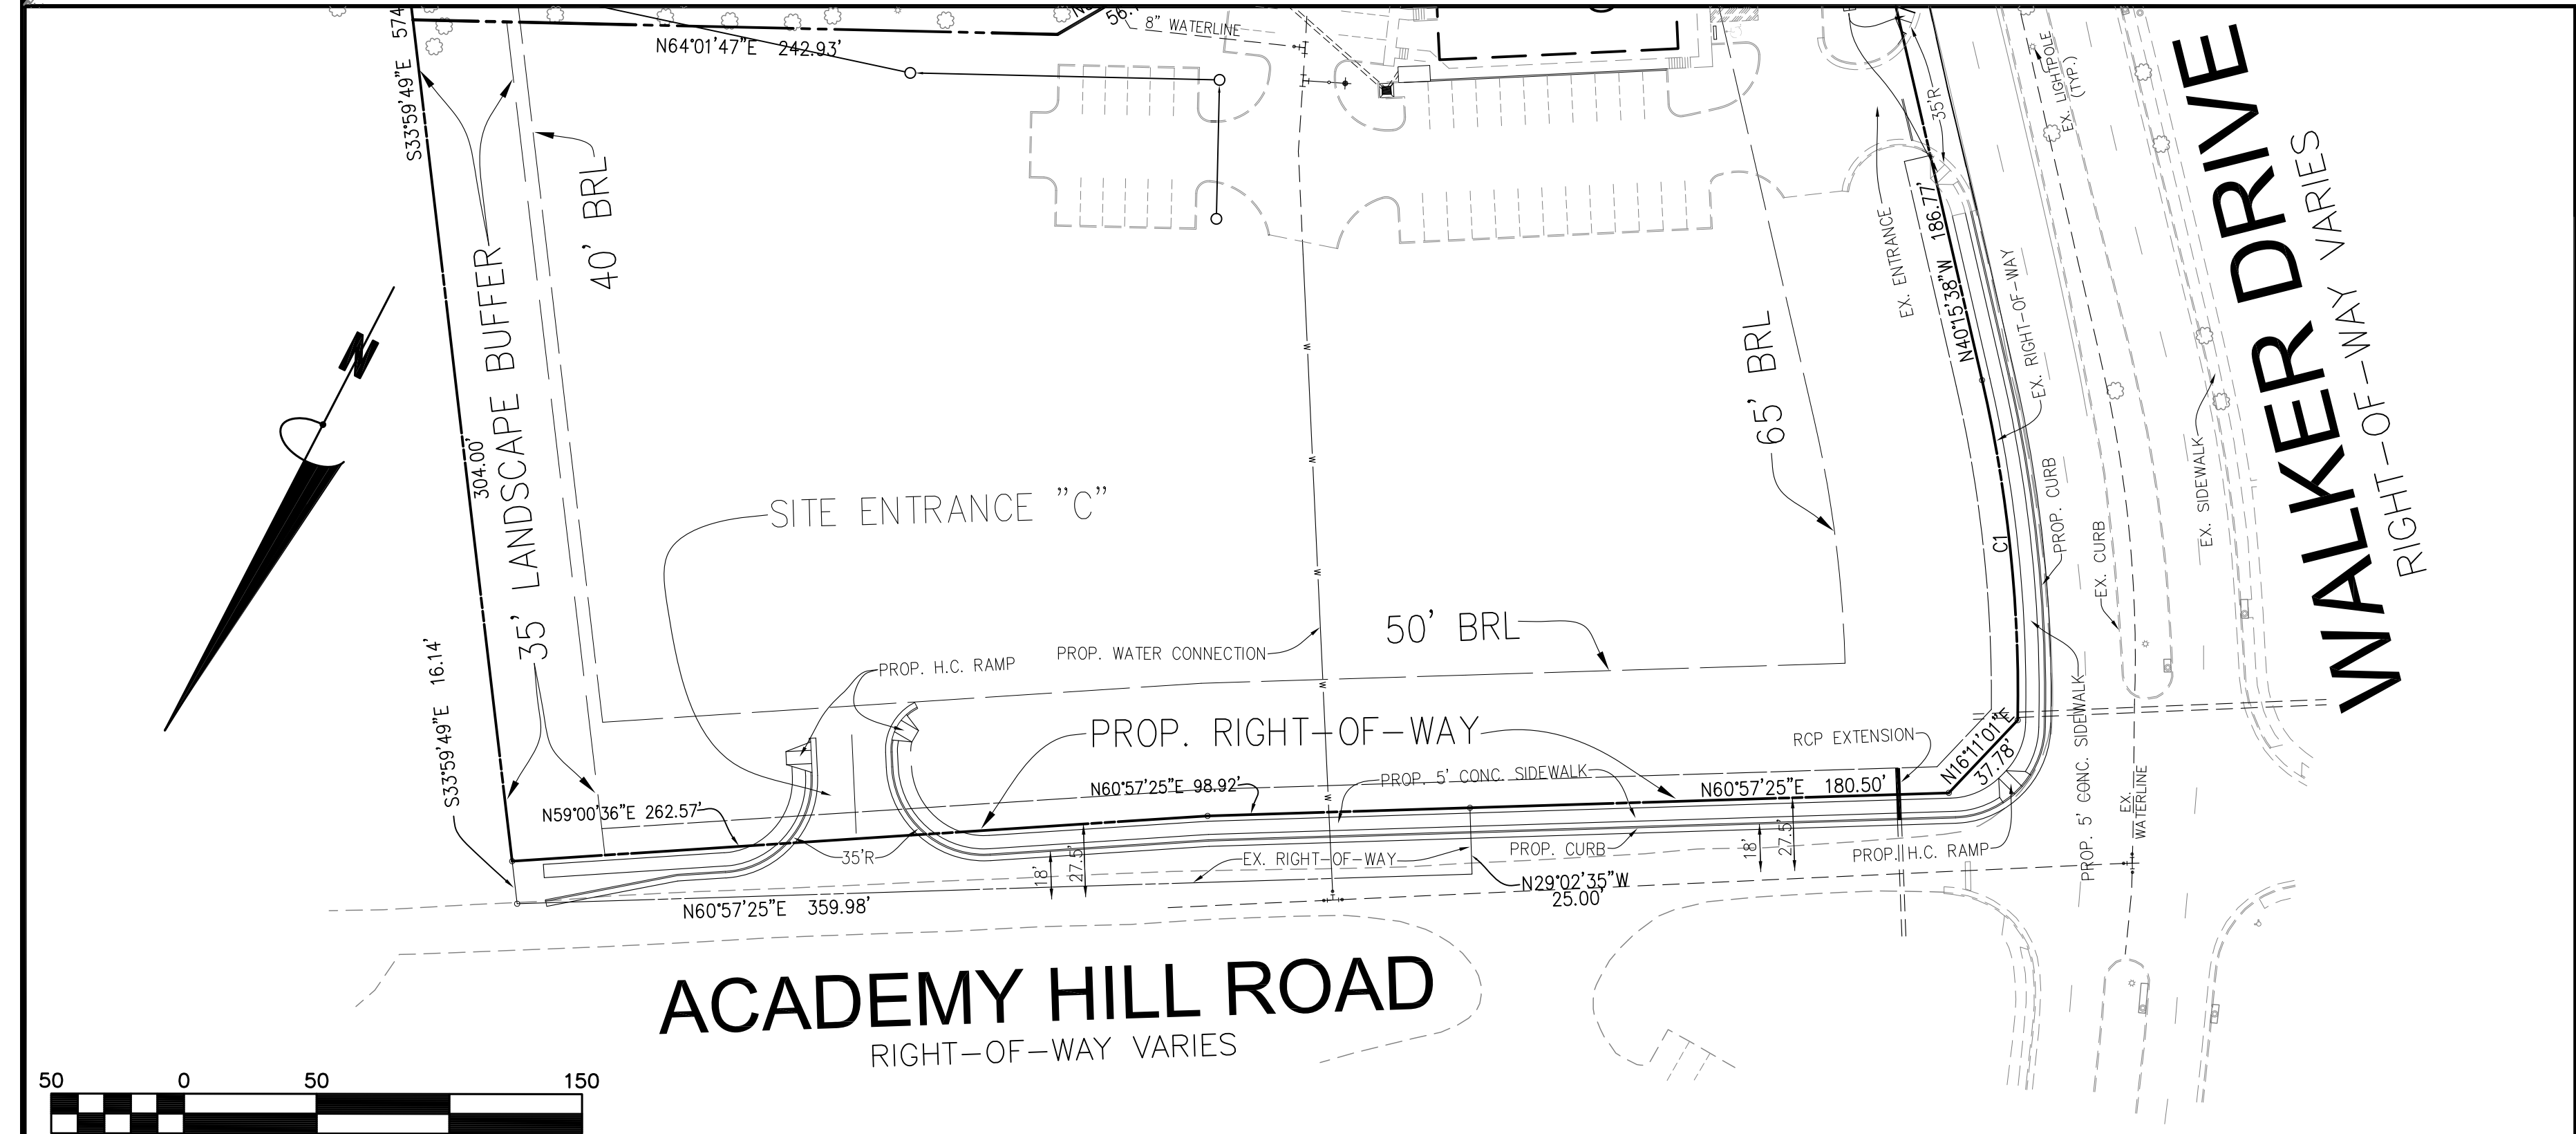 S33°59'49"E 574
N64°01'47"E 242.93'
56.
8" WATERLINE
EX. LIGHTPOLE
(TYP.)
35'R
40' BRL
WALKER DRIVE
RIGHT-OF-WAY VARIES
N
35' LANDSCAPE BUFFER
304.00'
EX. ENTRANCE
N40°15'38"W 186.77'
EX. RIGHT-OF-WAY
65' BRL
SITE ENTRANCE "C"
W
W
W
W
W
C1
PROP. CURB
EX. CURB
EX. SIDEWALK
50' BRL
PROP. WATER CONNECTION
PROP. H.C. RAMP
S33°59'49"E 16.14'
PROP. RIGHT-OF-WAY
RCP EXTENSION
N16°11'01"E
37.78'
PROP. 5' CONC. SIDEWALK
N60°57'25"E 98.92'
PROP. 5' CONC. SIDEWALK
N60°57'25"E 180.50'
N59°00'36"E 262.57'
EX.
WATERLINE
35'R
18'
27.5'
EX. RIGHT-OF-WAY
PROP. CURB
18'
27.5'
PROP. H.C. RAMP
N29°02'35"W
25.00'
N60°57'25"E 359.98'
ACADEMY HILL ROAD
RIGHT-OF-WAY VARIES
50 0 50 150